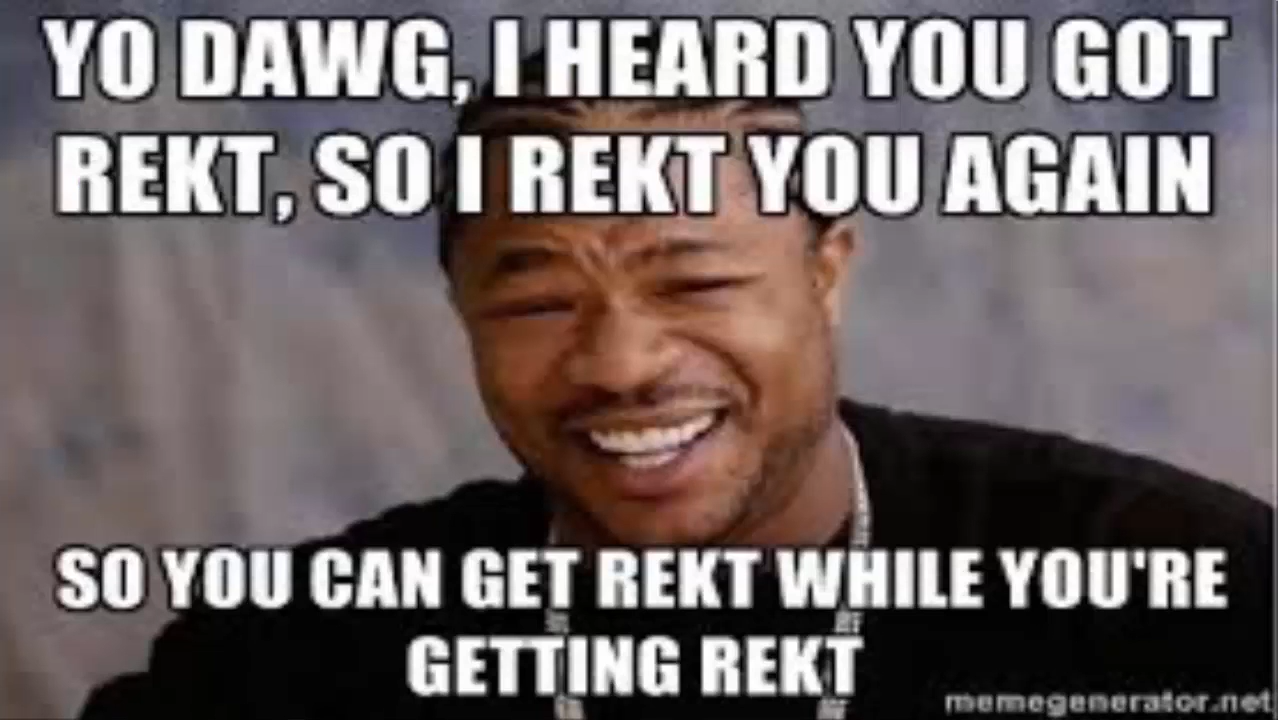 YO DAWG, I HEARD YOU GOT
REKT, SO I REKT YOU AGAIN
SO YOU CAN GET REKT WHILE YOU'RE
GETTING REKT
memegenerator.net